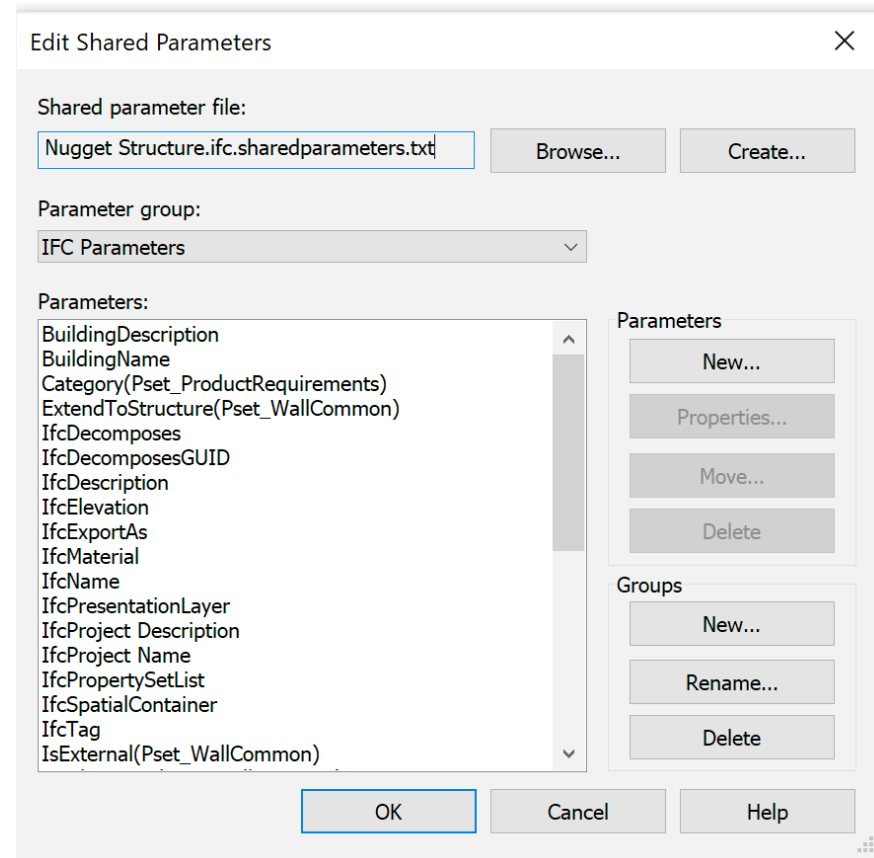 Edit Shared Parameters
Shared parameter file:
Nugget Structure.ifc.sharedparameters.txt
Browse...
Create...
Parameter group:
IFC Parameters
Parameters:
BuildingDescription
BuildingName
Category(Pset_ProductRequirements)
ExtendToStructure(Pset_WallCommon)
IfcDecomposes
IfcDecomposesGUID
IfcDescription
IfcElevation
IfcExportAs
IfcMaterial
IfcName
IfcPresentationLayer
IfcProject Description
IfcProject Name
IfcPropertySetList
IfcSpatialContainer
IfcTag
IsExternal(Pset_WallCommon)
Parameters
New...
Properties...
Move...
Delete
Groups
New...
Rename...
Delete
OK
Cancel
Help